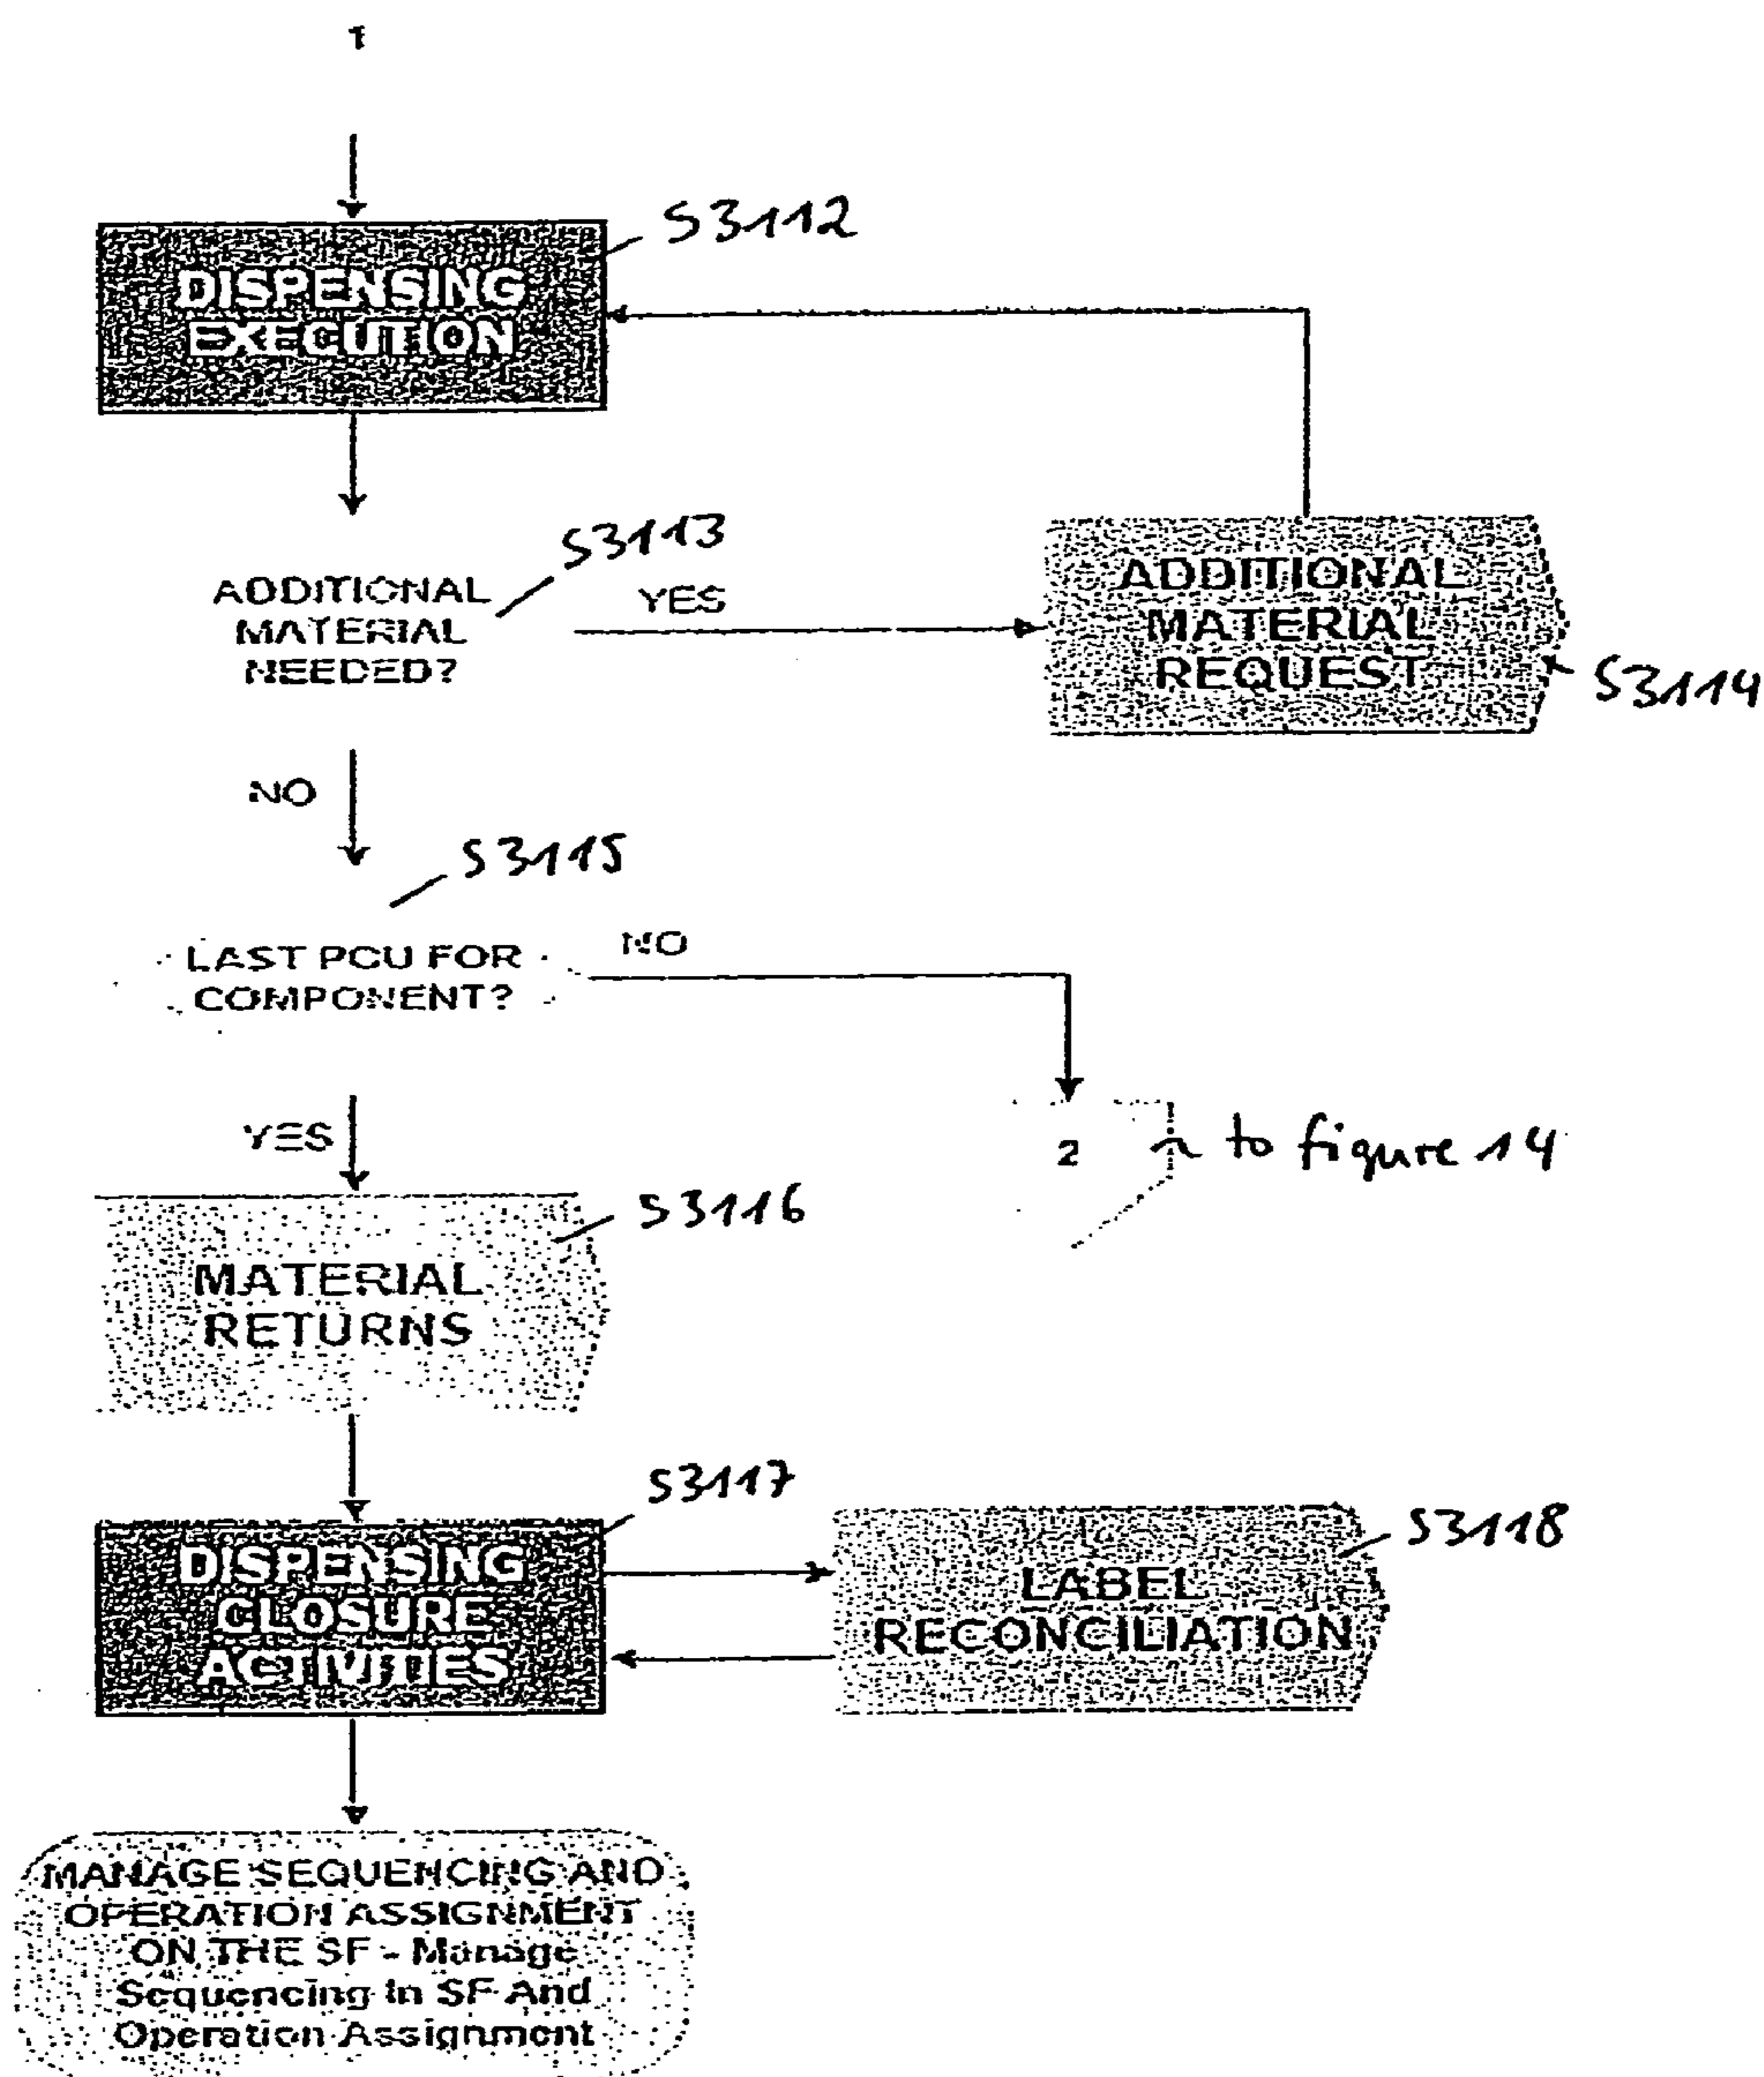 1
S3112
DISPENSING
EXECUTION
S3113
ADDITIONAL
MATERIAL
NEEDED?
YES
ADDITIONAL
MATERIAL
REQUEST
S3114
NO
S3115
LAST PCU FOR
COMPONENT?
NO
YES
2
to figure 14
S3116
MATERIAL
RETURNS
S3117
DISPENSING
CLOSURE
ACTIVITIES
S3118
LABEL
RECONCILIATION
MANAGE SEQUENCING AND
OPERATION ASSIGNMENT
ON THE SF - Manage
Sequencing In SF And
Operation Assignment